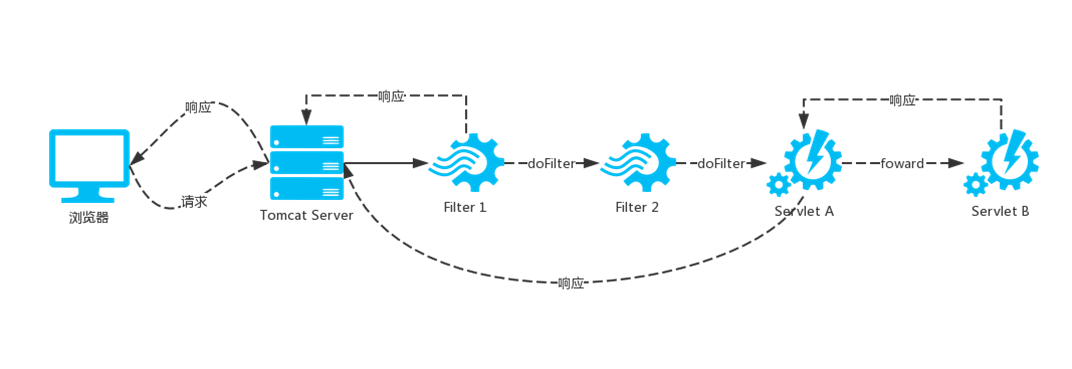 响应
响应
响应
doFilter
doFilter
foward
请求
浏览器
Tomcat Server
Filter 1
Filter 2
Servlet A
Servlet B
响应